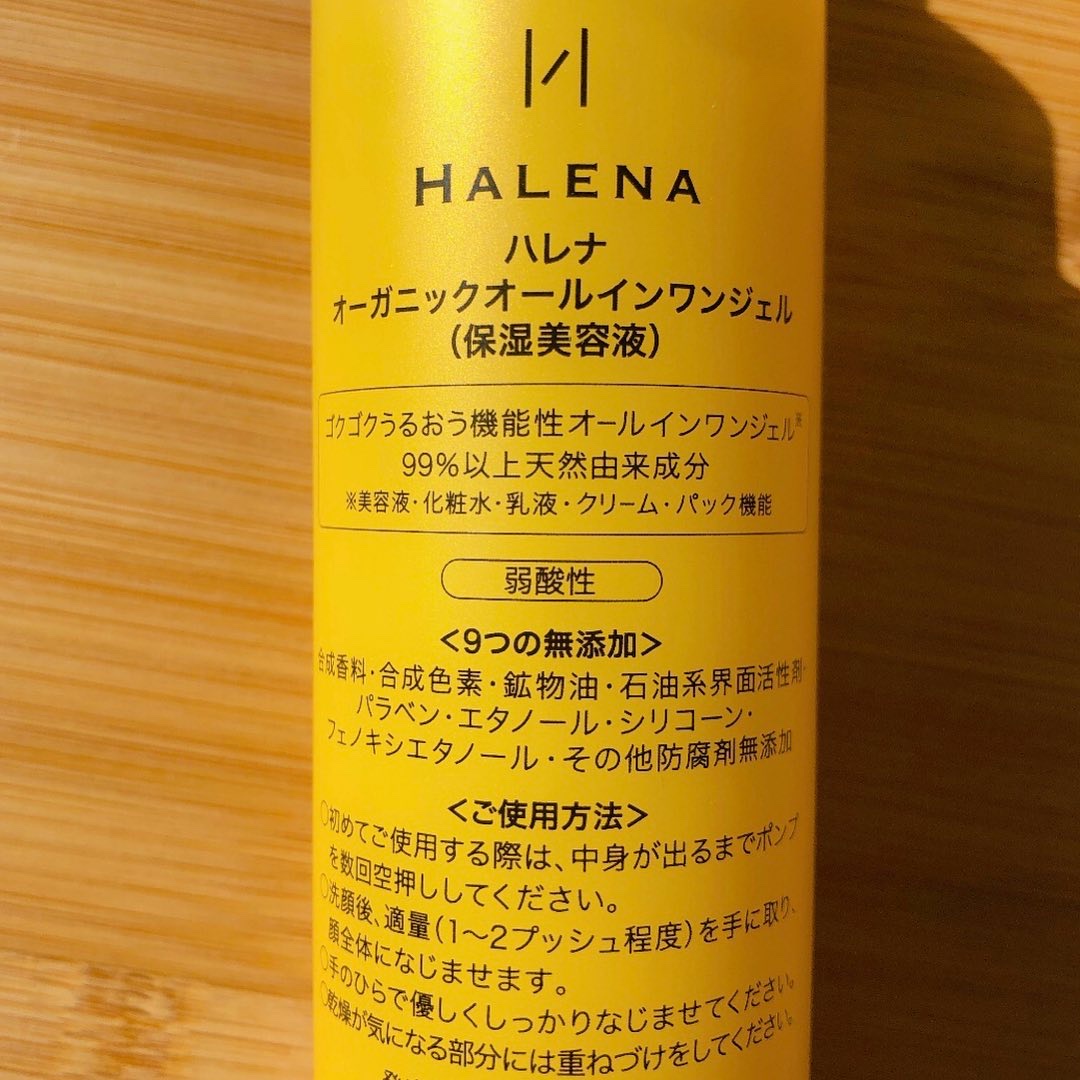 HALENA
ハレナ
オーガニックオールインワンジェル
(保湿美容液)
ゴクゴクうるおう機能性オールインワンジェル※
99%以上天然由来成分
※美容液・化粧水・乳液・クリーム・パック機能
弱酸性
<9つの無添加>
合成香料・合成色素・鉱物油・石油系界面活性剤・
パラベン・エタノール・シリコーン・
フェノキシエタノール・その他防腐剤無添加
<ご使用方法>
○初めてご使用する際は、中身が出るまでポンプ
を数回空押ししてください。
○洗顔後、適量(1〜2プッシュ程度)を手に取り、
顔全体になじませます。
○手のひらで優しくしっかりなじませてください。
○乾燥が気になる部分には重ねづけをしてください。